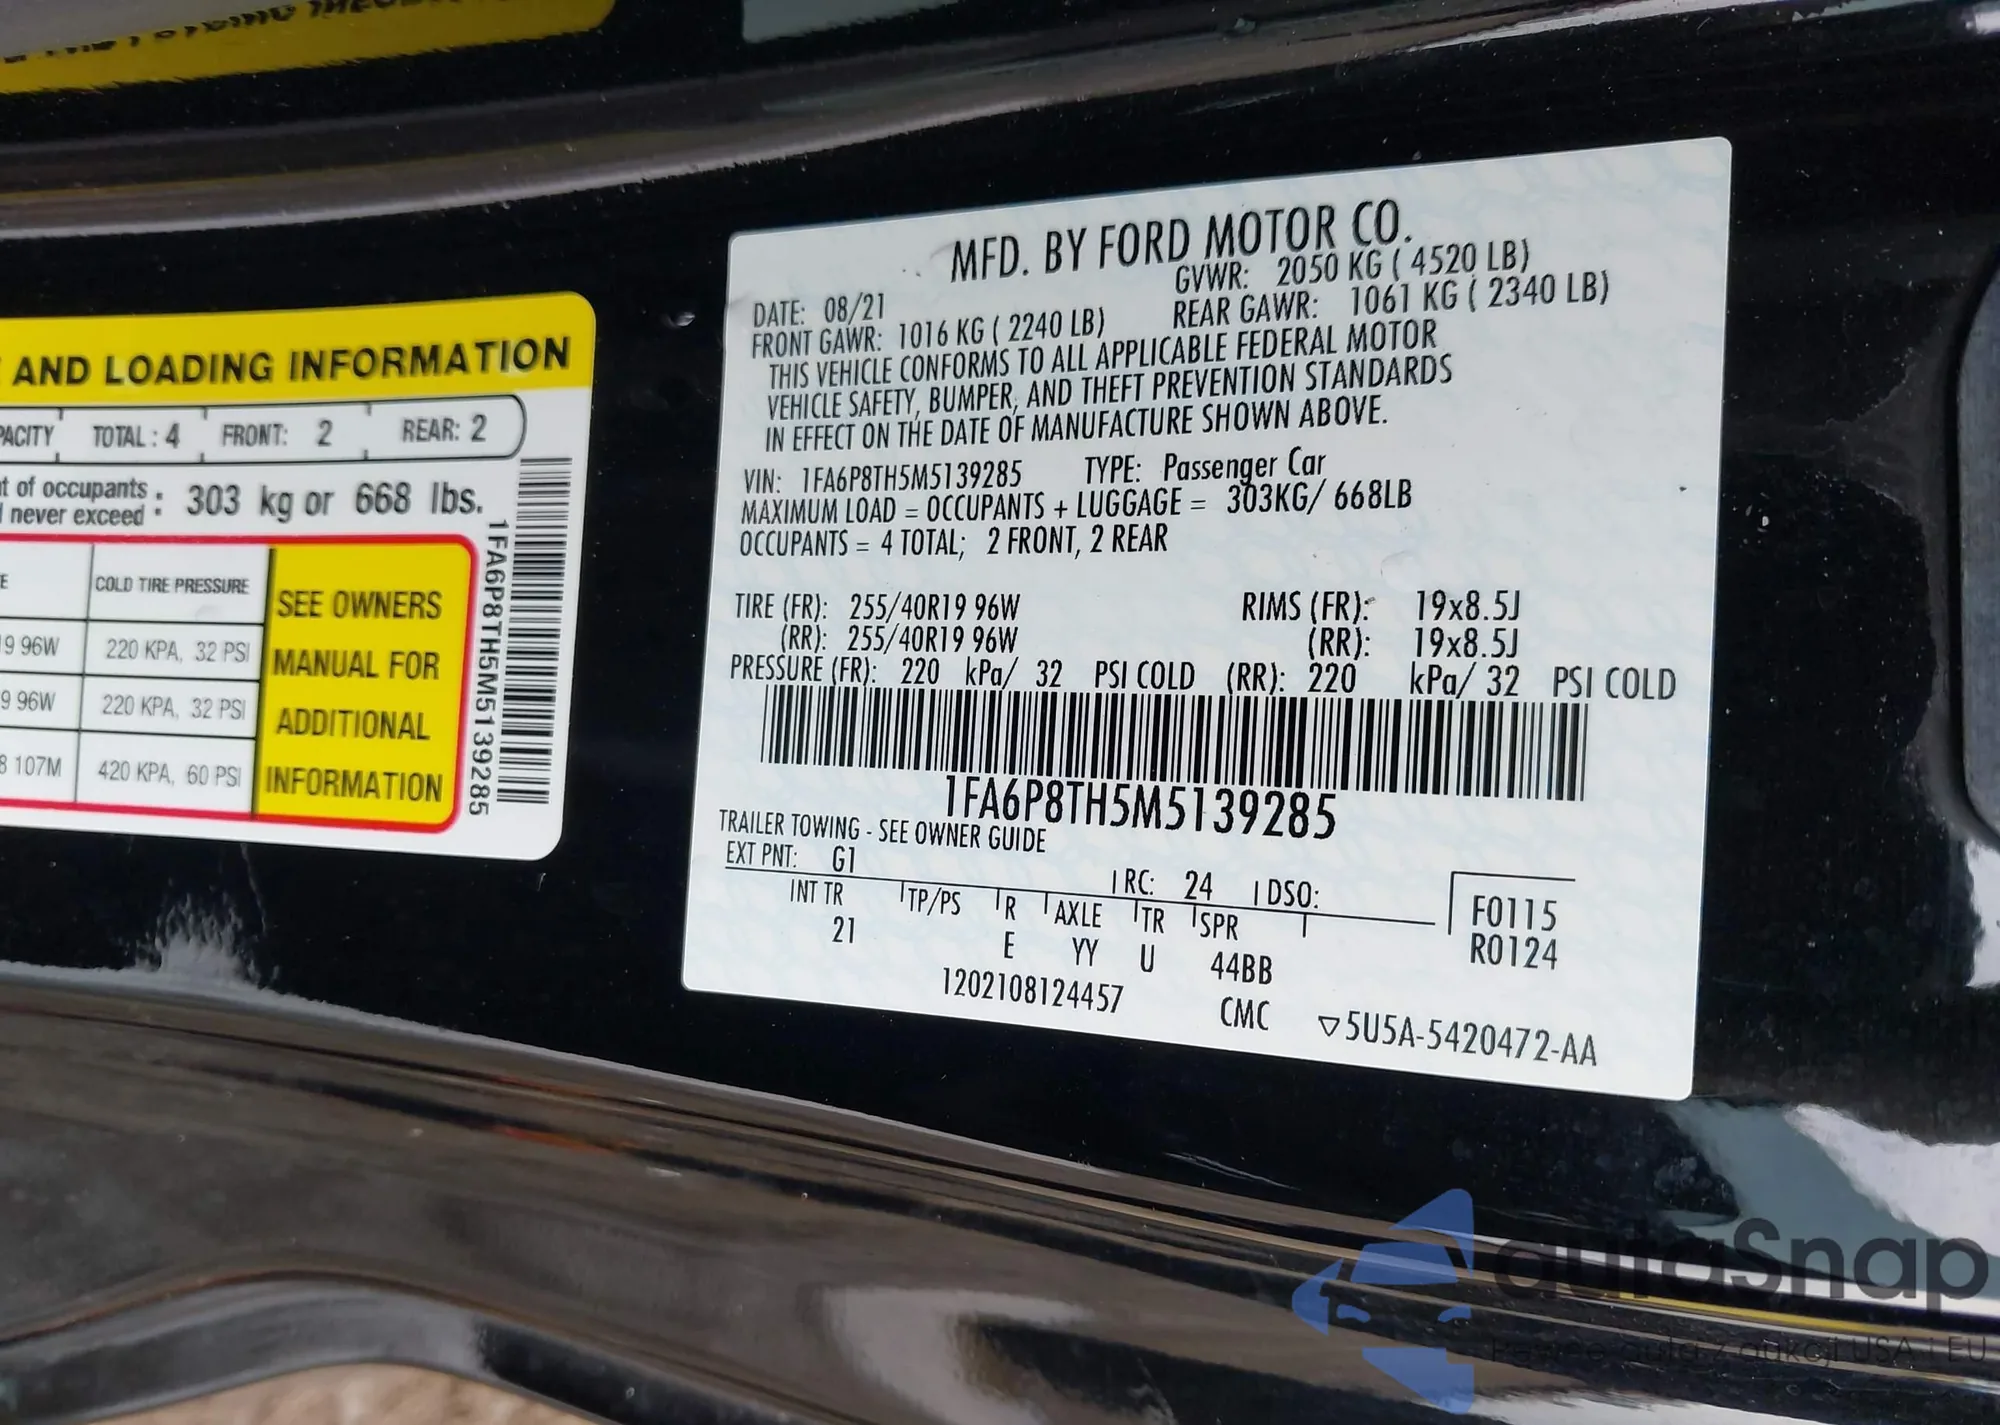 AND LOADING INFORMATION
PACITY TOTAL : 4 FRONT: 2 REAR: 2
t of occupants : 303 kg or 668 lbs.
never exceed :
E COLD TIRE PRESSURE
9 96W 220 KPA, 32 PSI
9 96W 220 KPA, 32 PSI
8 107M 420 KPA, 60 PSI
SEE OWNERS
MANUAL FOR
ADDITIONAL
INFORMATION
1FA6P8TH5M5139285
MFD. BY FORD MOTOR CO.
DATE: 08/21 GVWR: 2050 KG ( 4520 LB)
FRONT GAWR: 1016 KG ( 2240 LB) REAR GAWR: 1061 KG ( 2340 LB)
THIS VEHICLE CONFORMS TO ALL APPLICABLE FEDERAL MOTOR
VEHICLE SAFETY, BUMPER, AND THEFT PREVENTION STANDARDS
IN EFFECT ON THE DATE OF MANUFACTURE SHOWN ABOVE.
VIN: 1FA6P8TH5M5139285 TYPE: Passenger Car
MAXIMUM LOAD = OCCUPANTS + LUGGAGE = 303KG/ 668LB
OCCUPANTS = 4 TOTAL; 2 FRONT, 2 REAR
TIRE (FR): 255/40R19 96W RIMS (FR): 19x8.5J
(RR): 255/40R19 96W (RR): 19x8.5J
PRESSURE (FR): 220 kPa/ 32 PSI COLD (RR): 220 kPa/ 32 PSI COLD
1FA6P8TH5M5139285
TRAILER TOWING - SEE OWNER GUIDE
EXT PNT: G1 RC: 24 DSO:
INT TR TP/PS R AXLE TR SPR F0115
21 E YY U 44BB R0124
1202108124457 CMC ▽5U5A-5420472-AA
autaSnap
Pewne auta z aukcji USA i EU